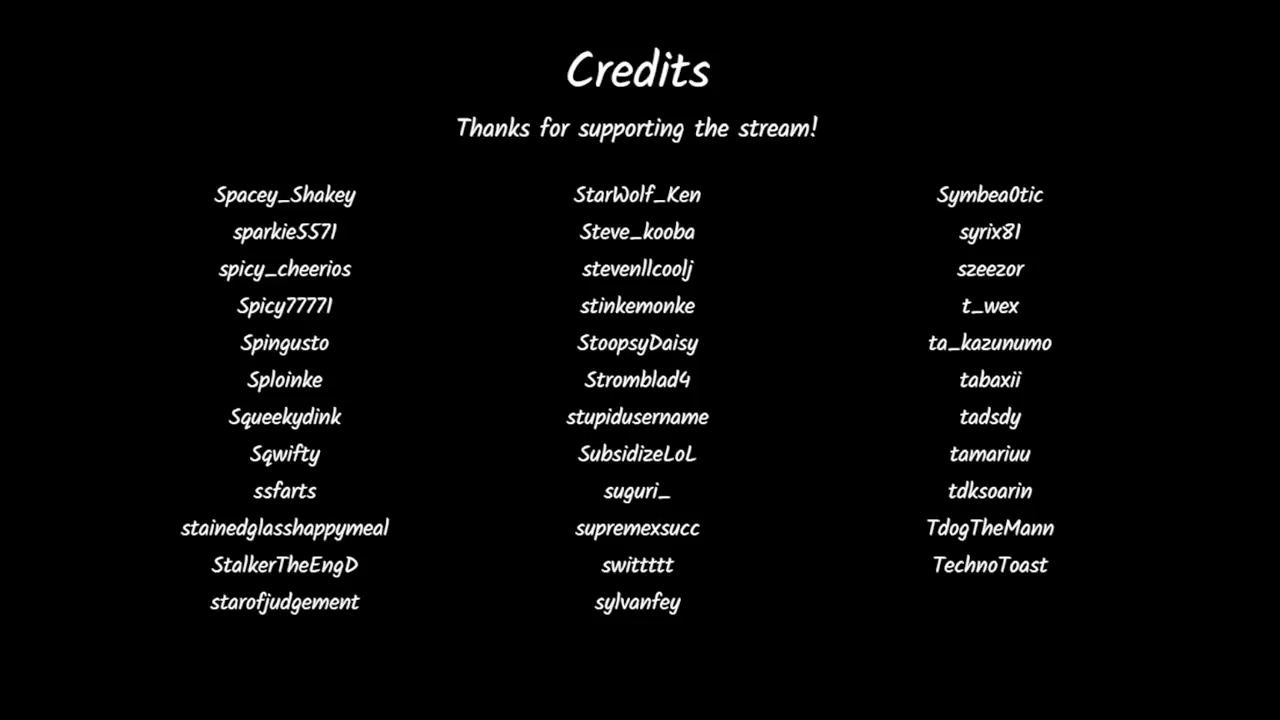 Credits
Thanks for supporting the stream!
Spacey_Shakey
sparkie5571
spicy_cheerios
Spicy77771
Spingusto
Sploinke
Squeekydink
Sqwifty
ssfarts
stainedglasshappymeal
StalkerTheEngD
starofjudgement
StarWolf_Ken
Steve_kooba
stevenllcoolj
stinkemonke
StoopsyDaisy
Stromblad4
stupidusername
SubsidizeLoL
suguri_
supremexsucc
swittttt
sylvanfey
Symbea0tic
syrix81
szeezor
t_wex
ta_kazunumo
tabaxii
tadsdy
tamariuu
tdksoarin
TdogTheMann
TechnoToast